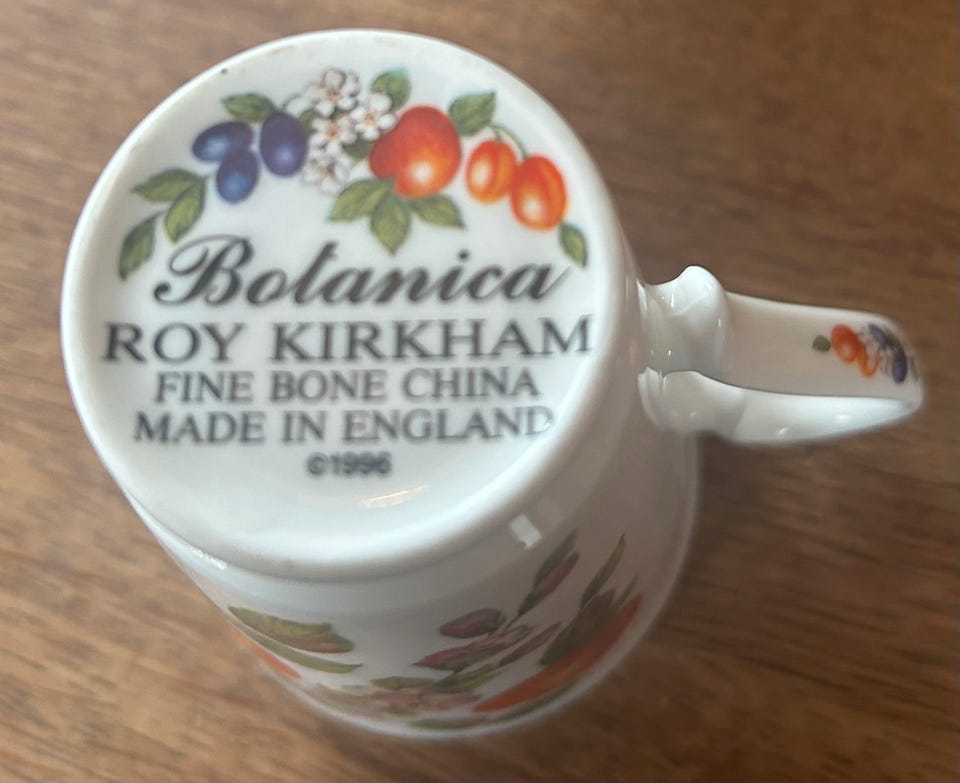 Botanica
ROY KIRKHAM
FINE BONE CHINA
MADE IN ENGLAND
©1996